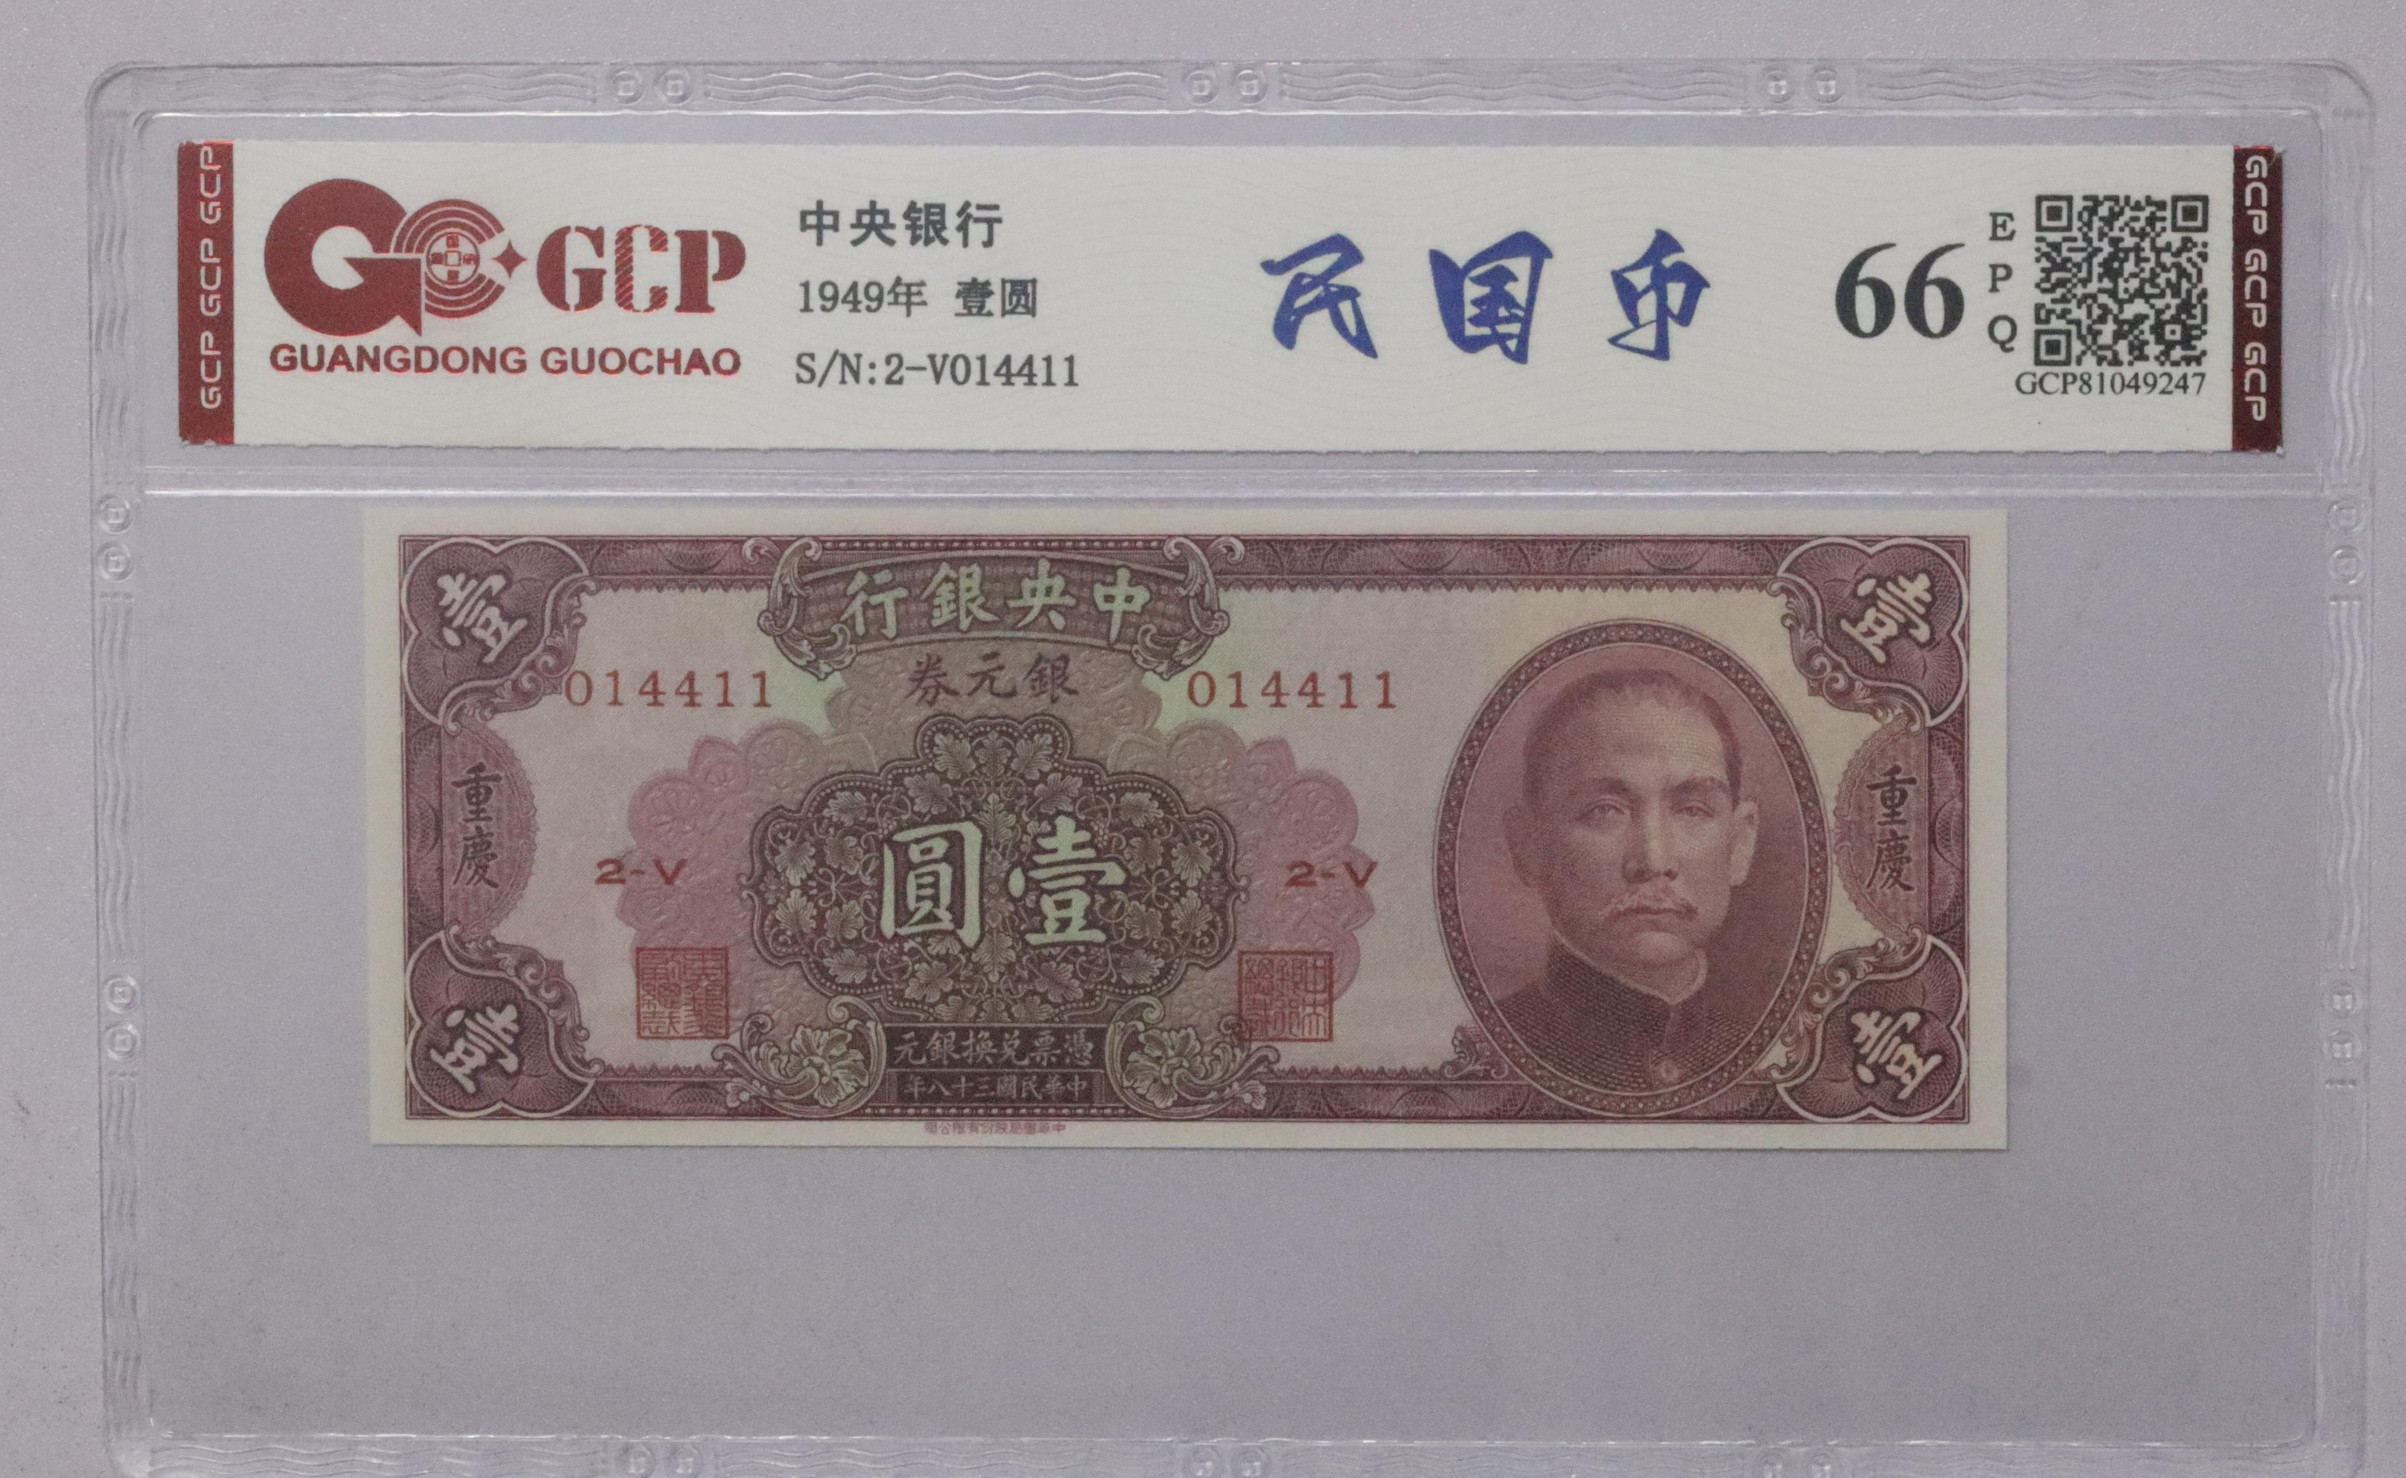 GCP GCP GCP
GCP
GUANGDONG GUOCHAO
中央银行
1949年 壹圆
S/N:2-V014411
民国币
66
EPQ
GCP81049247
GCP GCP GCP
行銀央中
券元銀
壹
壹
014411
014411
重慶
重慶
圓壹
2-V
2-V
元銀換兌票憑
年八十三國民華中
壹
壹